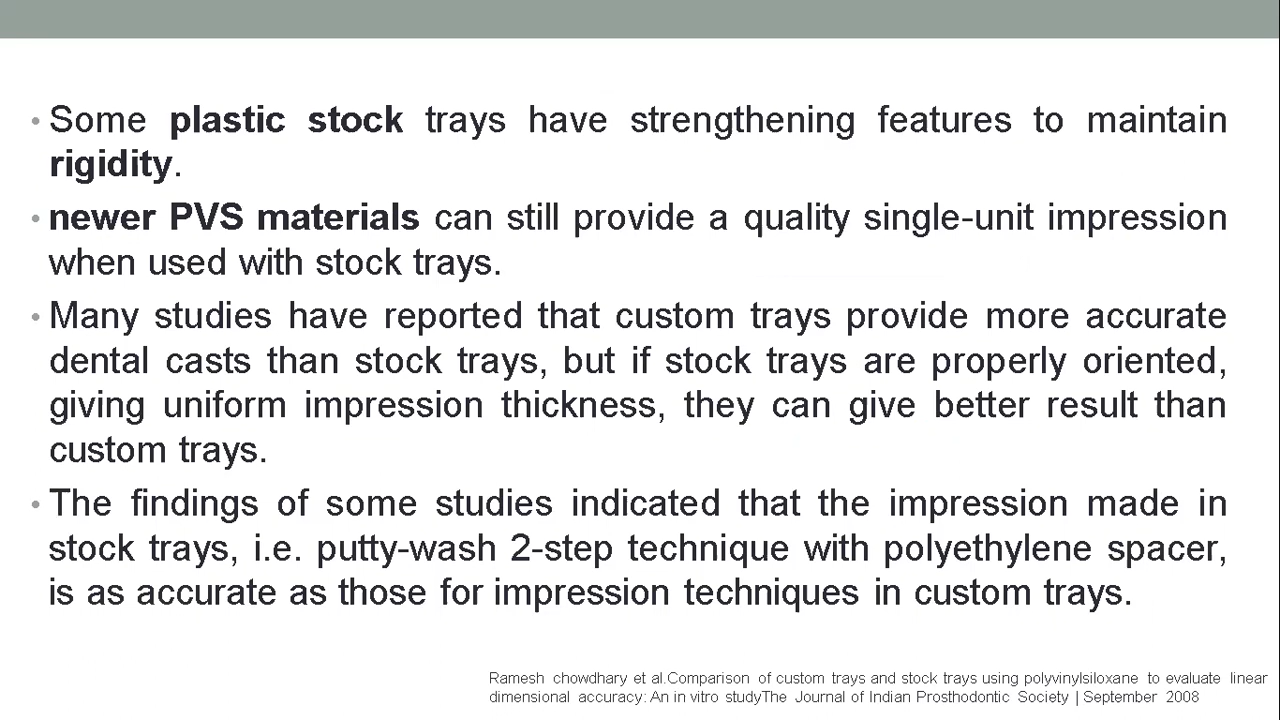 • Some plastic stock trays have strengthening features to maintain
rigidity.
• newer PVS materials can still provide a quality single-unit impression
when used with stock trays.
• Many studies have reported that custom trays provide more accurate
dental casts than stock trays, but if stock trays are properly oriented,
giving uniform impression thickness, they can give better result than
custom trays.
• The findings of some studies indicated that the impression made in
stock trays, i.e. putty-wash 2-step technique with polyethylene spacer,
is as accurate as those for impression techniques in custom trays.
Ramesh chowdhary et al.Comparison of custom trays and stock trays using polyvinylsiloxane to evaluate linear
dimensional accuracy: An in vitro studyThe Journal of Indian Prosthodontic Society | September 2008